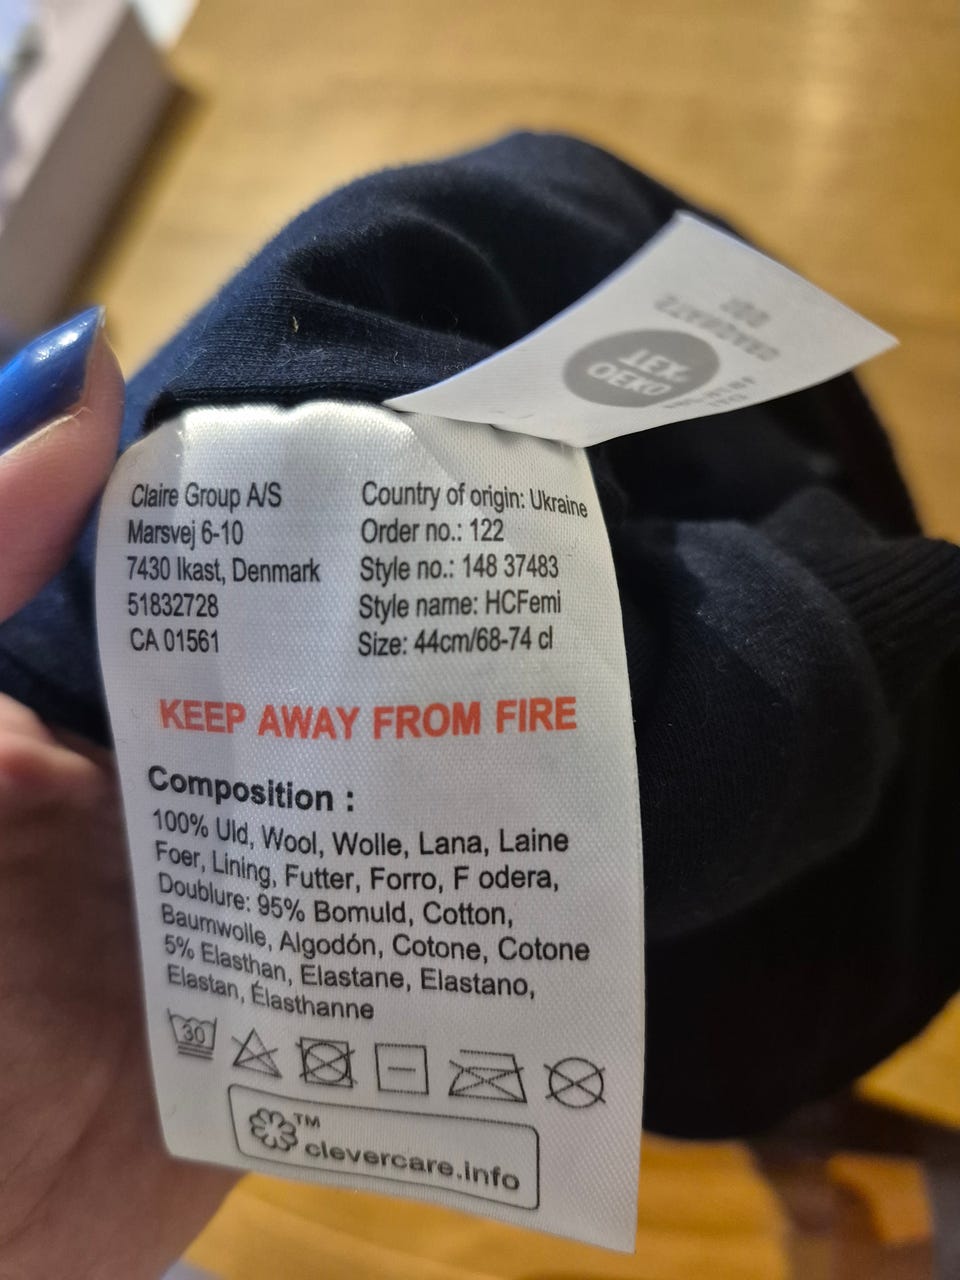 OEKO
TEX®
Claire Group A/S
Marsvej 6-10
7430 Ikast, Denmark
51832728
CA 01561
Country of origin: Ukraine
Order no.: 122
Style no.: 148 37483
Style name: HCFemi
Size: 44cm/68-74 cl
KEEP AWAY FROM FIRE
Composition :
100% Uld, Wool, Wolle, Lana, Laine
Foer, Lining, Futter, Forro, F odera,
Doublure: 95% Bomuld, Cotton,
Baumwolle, Algodón, Cotone, Cotone
5% Elasthan, Elastane, Elastano,
Elastan, Élasthanne
30
TM
clevercare.info